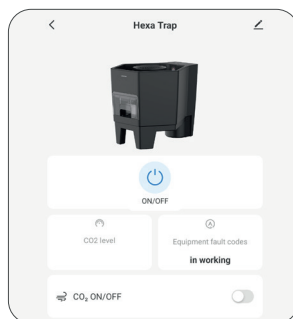 Hexa Trap
ON/OFF
CO2 level
Equipment fault codes
in working
CO₂ ON/OFF